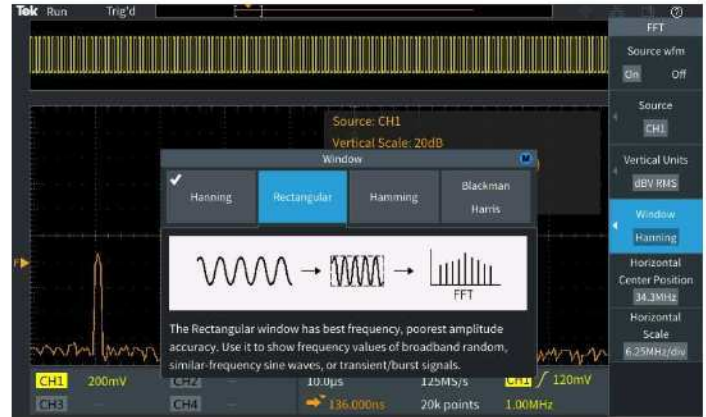 Tek Run Trig'd
FFT
Source wfm
On Off
Source
CH1
Vertical Units
dBV RMS
Window
Hanning
Horizontal
Center Position
34.3MHz
Horizontal
Scale
6.25MHz/div
Source: CH1
Vertical Scale: 20dB
Window
Hanning
Rectangular
Hamming
Blackman
Harris
FFT
The Rectangular window has best frequency, poorest amplitude
accuracy. Use it to show frequency values of broadband random,
similar-frequency sine waves, or transient/burst signals.
F
CH1 200mV CH2 10.0μs 125MS/s CH1 120mV
CH3 CH4 136.000ns 20k points 1.00MHz